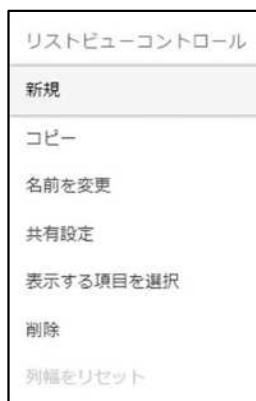 リストビューコントロール
新規
コピー
名前を変更
共有設定
表示する項目を選択
削除
列幅をリセット